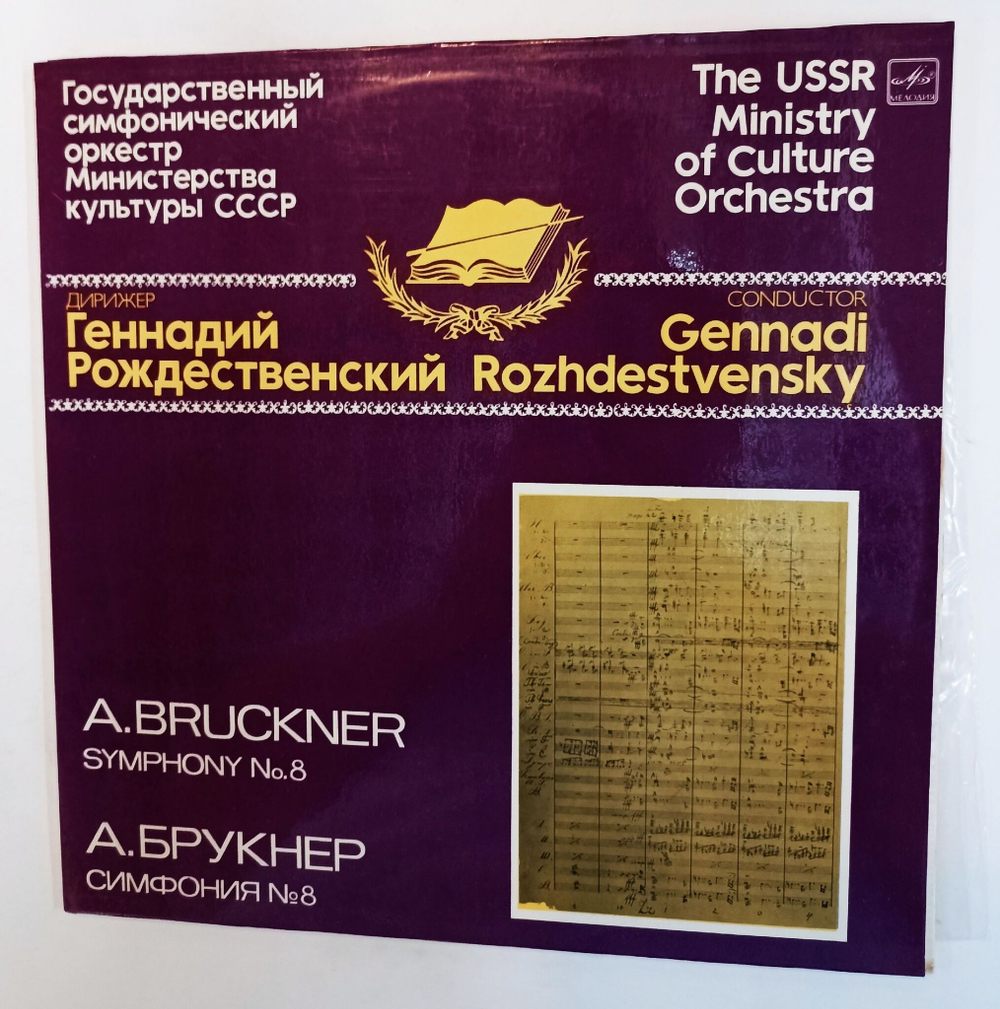 Государственный
симфонический
оркестр
Министерства
культуры СССР
The USSR
Ministry
of Culture
Orchestra
МЕЛОДИЯ
ДИРИЖЕР
Геннадий
Рождественский
CONDUCTOR
Gennadi
Rozhdestvensky
A.BRUCKNER
SYMPHONY No.8
А.БРУКНЕР
СИМФОНИЯ №8